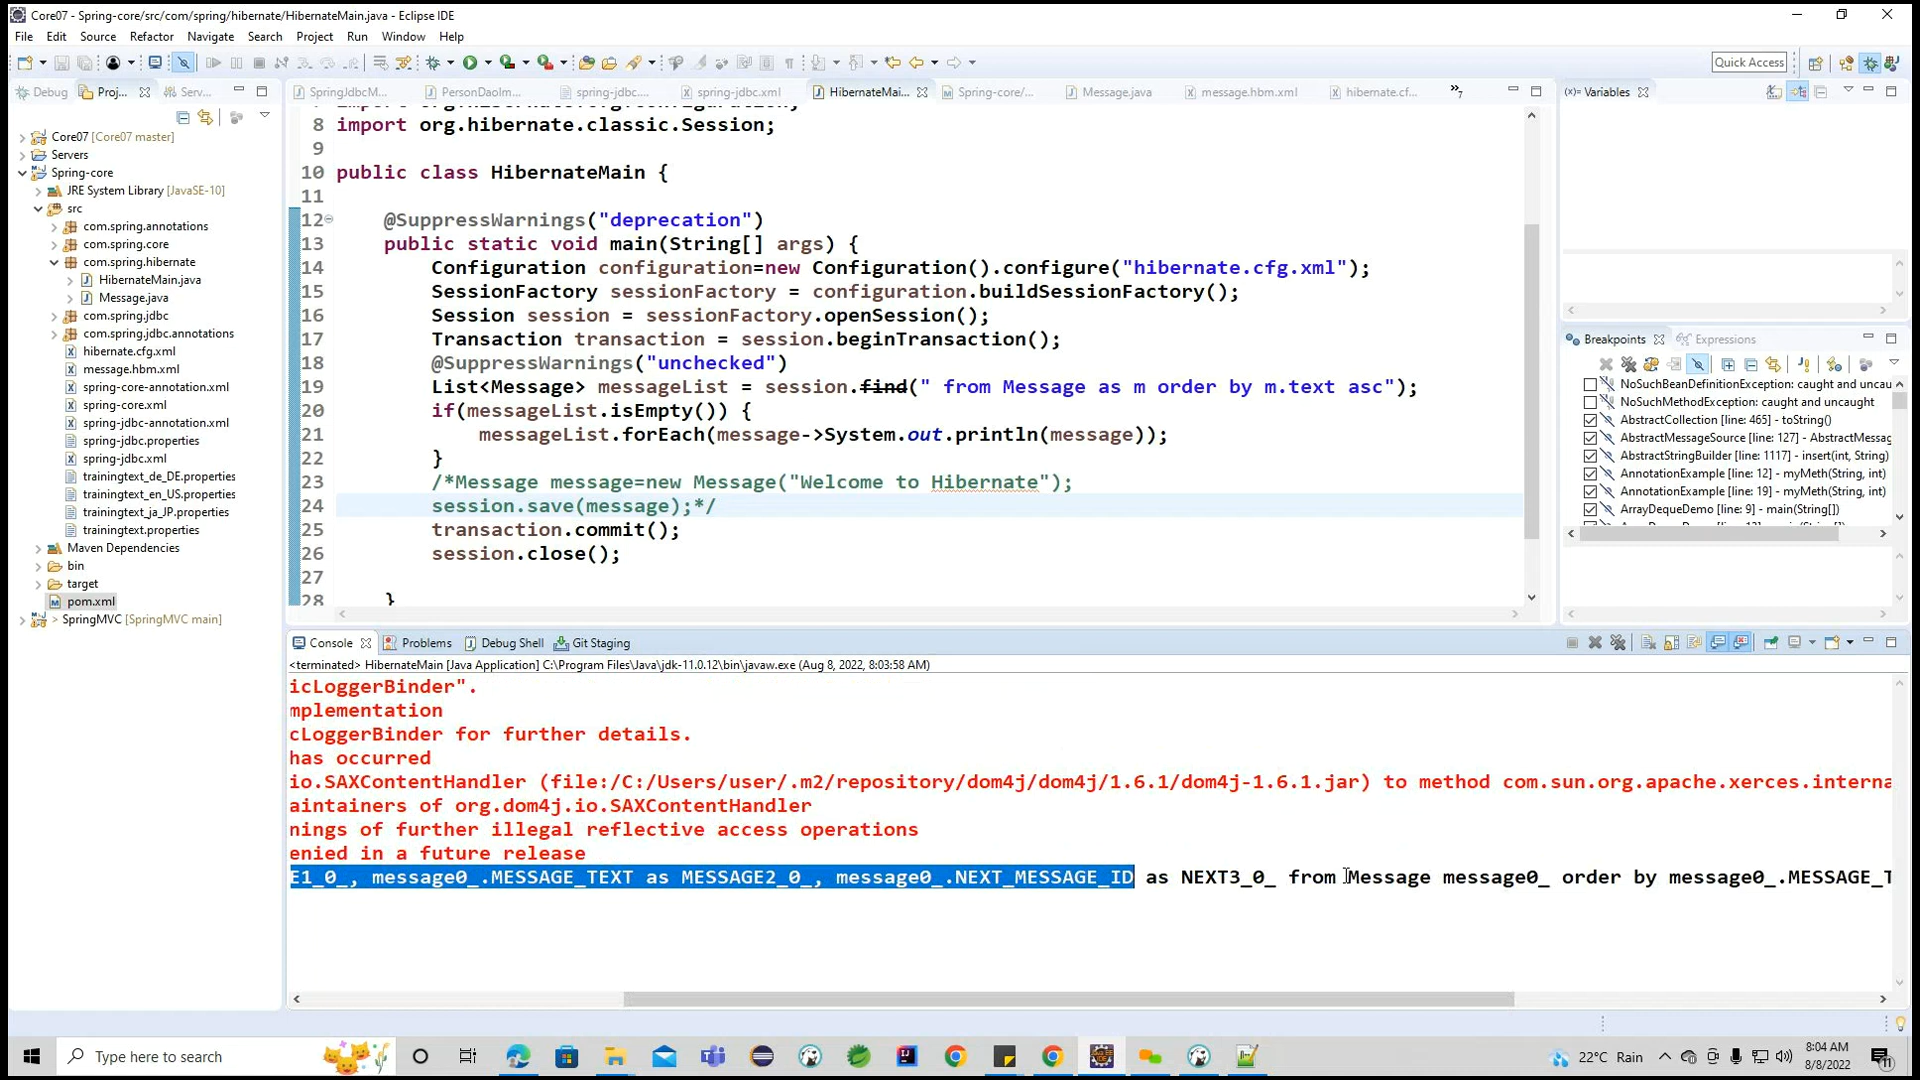 Core07 - Spring-core/src/com/spring/hibernate/HibernateMain.java - Eclipse IDE
File Edit Source Refactor Navigate Search Project Run Window Help
Quick Access
Debug Proj... Serv...
Core07 [Core07 master]
Servers
Spring-core
JRE System Library [JavaSE-10]
src
com.spring.annotations
com.spring.core
com.spring.hibernate
HibernateMain.java
Message.java
com.spring.jdbc
com.spring.jdbc.annotations
hibernate.cfg.xml
message.hbm.xml
spring-core-annotation.xml
spring-core.xml
spring-jdbc-annotation.xml
spring-jdbc.properties
spring-jdbc.xml
trainingtext_de_DE.properties
trainingtext_en_US.properties
trainingtext_ja_JP.properties
trainingtext.properties
Maven Dependencies
bin
target
pom.xml
> SpringMVC [SpringMVC main]
SpringJdbcM... PersonDaoIm... spring-jdbc.... spring-jdbc.xml HibernateMai... Spring-core/... Message.java message.hbm.xml hibernate.cf... »7
8 import org.hibernate.classic.Session;
9
10 public class HibernateMain {
11
12 @SuppressWarnings("deprecation")
13 public static void main(String[] args) {
14 Configuration configuration=new Configuration().configure("hibernate.cfg.xml");
15 SessionFactory sessionFactory = configuration.buildSessionFactory();
16 Session session = sessionFactory.openSession();
17 Transaction transaction = session.beginTransaction();
18 @SuppressWarnings("unchecked")
19 List<Message> messageList = session.find(" from Message as m order by m.text asc");
20 if(messageList.isEmpty()) {
21 messageList.forEach(message->System.out.println(message));
22 }
23 /*Message message=new Message("Welcome to Hibernate");
24 session.save(message);*/
25 transaction.commit();
26 session.close();
27
28 }
(x)= Variables
Breakpoints Expressions
NoSuchBeanDefinitionException: caught and uncau
NoSuchMethodException: caught and uncaught
AbstractCollection [line: 465] - toString()
AbstractMessageSource [line: 127] - AbstractMessag
AbstractStringBuilder [line: 1117] - insert(int, String)
AnnotationExample [line: 12] - myMeth(String, int)
AnnotationExample [line: 19] - myMeth(String, int)
ArrayDequeDemo [line: 9] - main(String[])
Console Problems Debug Shell Git Staging
<terminated> HibernateMain [Java Application] C:\Program Files\Java\jdk-11.0.12\bin\javaw.exe (Aug 8, 2022, 8:03:58 AM)
icLoggerBinder".
mplementation
cLoggerBinder for further details.
has occurred
io.SAXContentHandler (file:/C:/Users/user/.m2/repository/dom4j/dom4j/1.6.1/dom4j-1.6.1.jar) to method com.sun.org.apache.xerces.interna
aintainers of org.dom4j.io.SAXContentHandler
nings of further illegal reflective access operations
enied in a future release
E1_0_, message0_.MESSAGE_TEXT as MESSAGE2_0_, message0_.NEXT_MESSAGE_ID as NEXT3_0_ from Message message0_ order by message0_.MESSAGE_T
Type here to search
22°C Rain
8:04 AM
8/8/2022
11